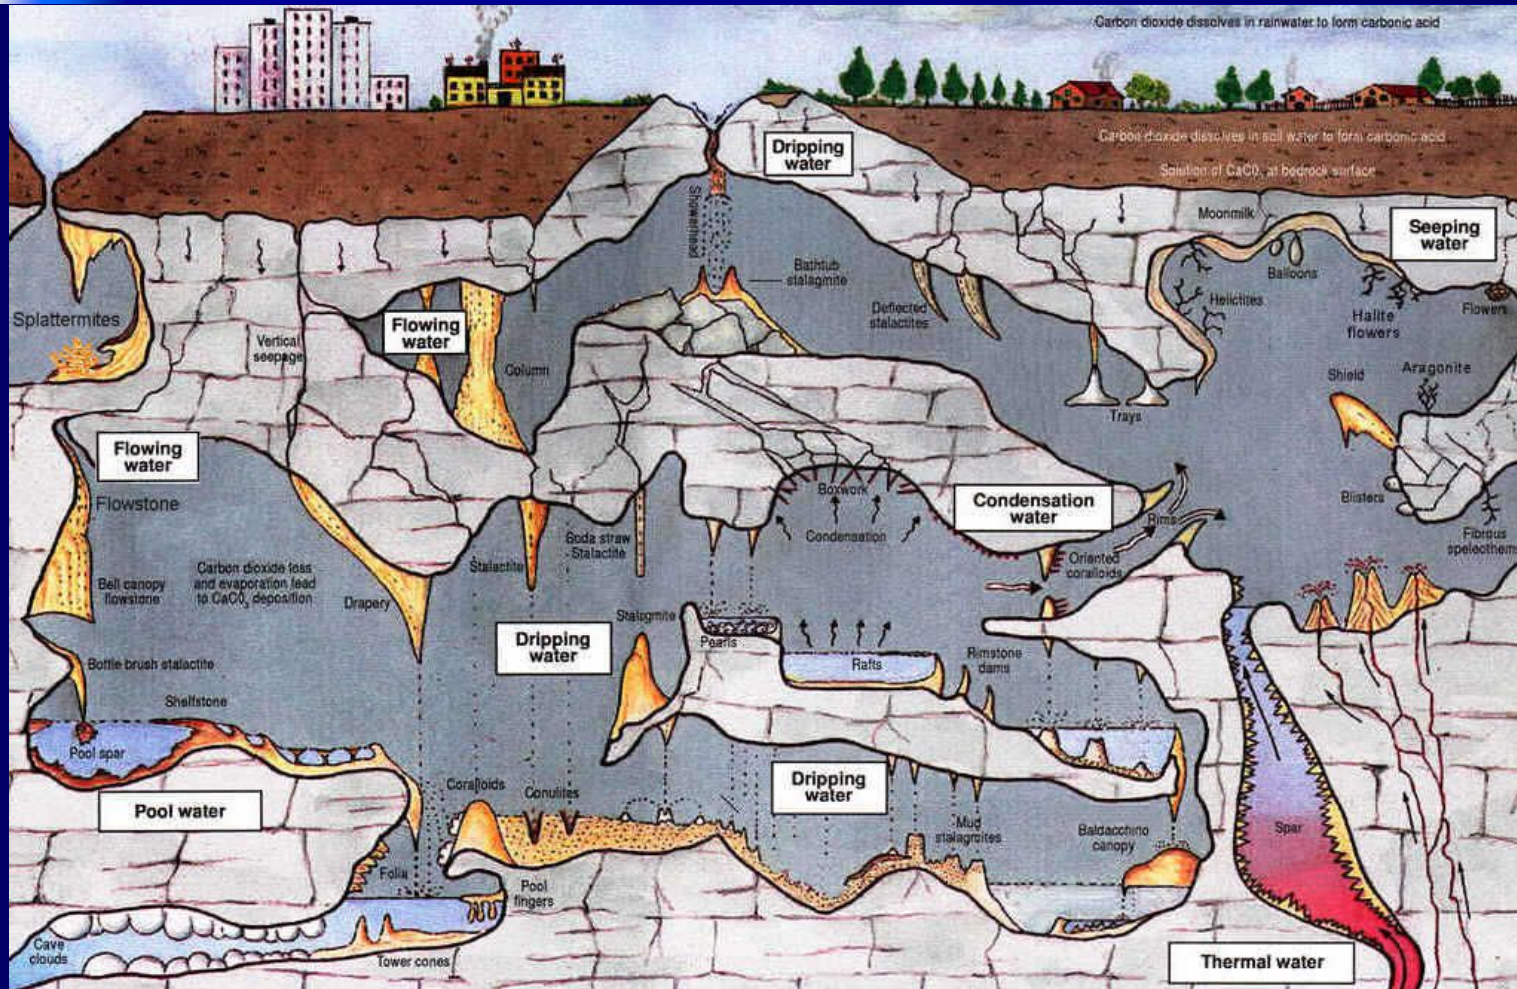 Carbon dioxide dissolves in rainwater to form carbonic acid
Carbon dioxide dissolves in soil water to form carbonic acid
Solution of CaCO₃ at bedrock surface
Dripping
water
Showerhead
Moonmilk
Seeping
water
Balloons
Bathtub
stalagmite
Deflected
stalactites
Helictites
Halite
flowers
Flowers
Splattermites
Vertical
seepage
Flowing
water
Column
Trays
Shield
Aragonite
Flowing
water
Flowstone
Boxwork
Condensation
Condensation
water
Rims
Blisters
Fibrous
speleothems
Bell canopy
flowstone
Carbon dioxide loss
and evaporation lead
to CaCO₃ deposition
Drapery
Stalactite
Soda straw
Stalactite
Oriented
coralloids
Stalagmite
Dripping
water
Pearls
Rafts
Rimstone
dams
Bottle brush stalactite
Shelfstone
Pool spar
Pool water
Coralloids
Conulites
Dripping
water
Mud
stalagmites
Baldacchino
canopy
Spar
Folia
Pool
fingers
Cave
clouds
Tower cones
Thermal water